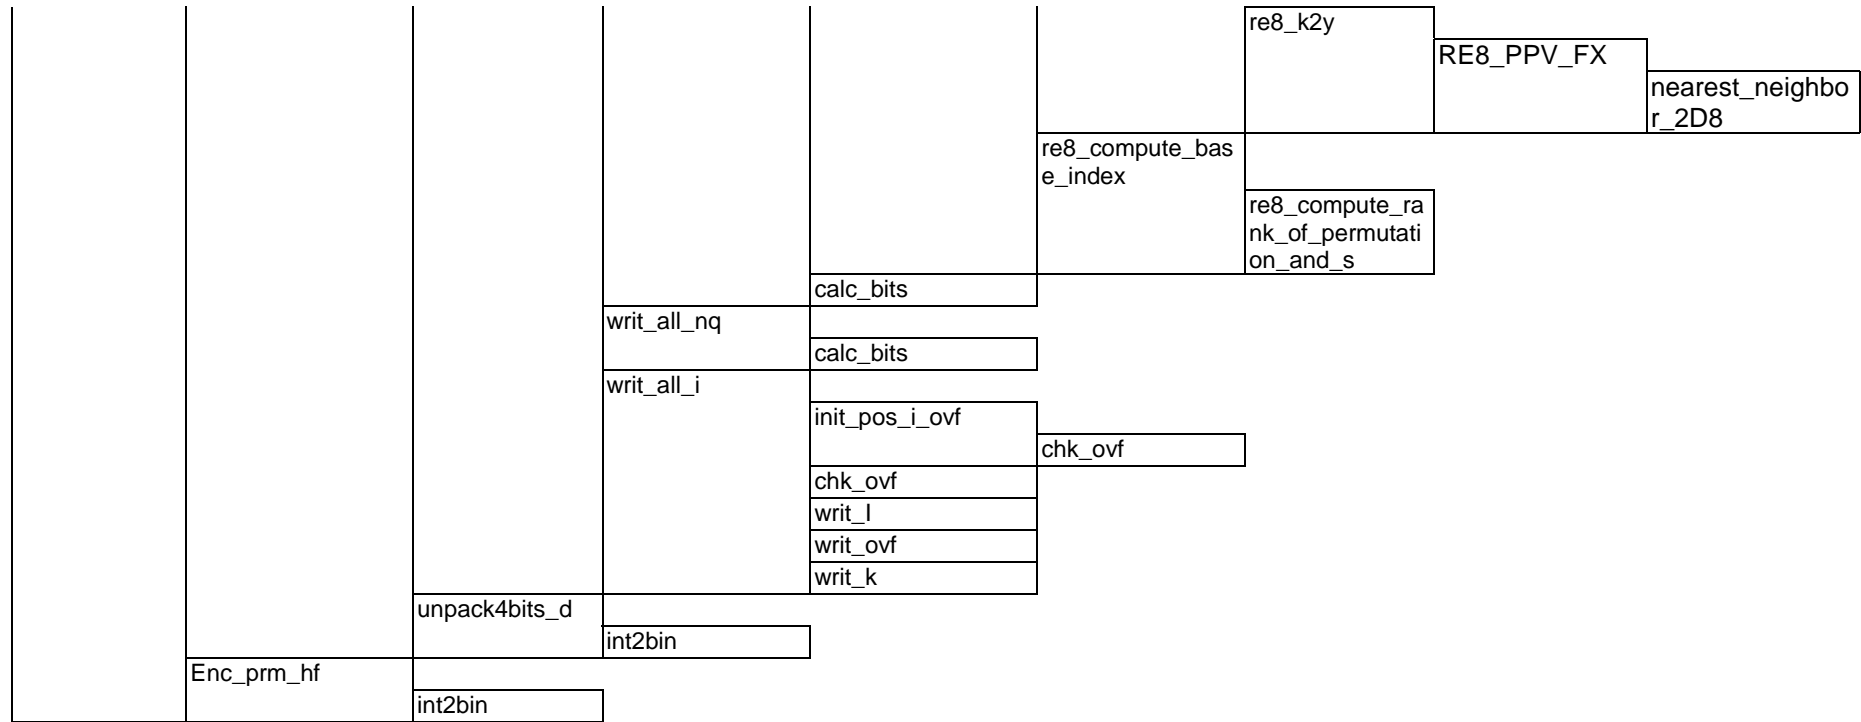 re8_k2y
RE8_PPV_FX
nearest_neighbo
r_2D8
re8_compute_bas
e_index
re8_compute_ra
nk_of_permutati
on_and_s
calc_bits
writ_all_nq
calc_bits
writ_all_i
init_pos_i_ovf
chk_ovf
chk_ovf
writ_I
writ_ovf
writ_k
unpack4bits_d
int2bin
Enc_prm_hf
int2bin